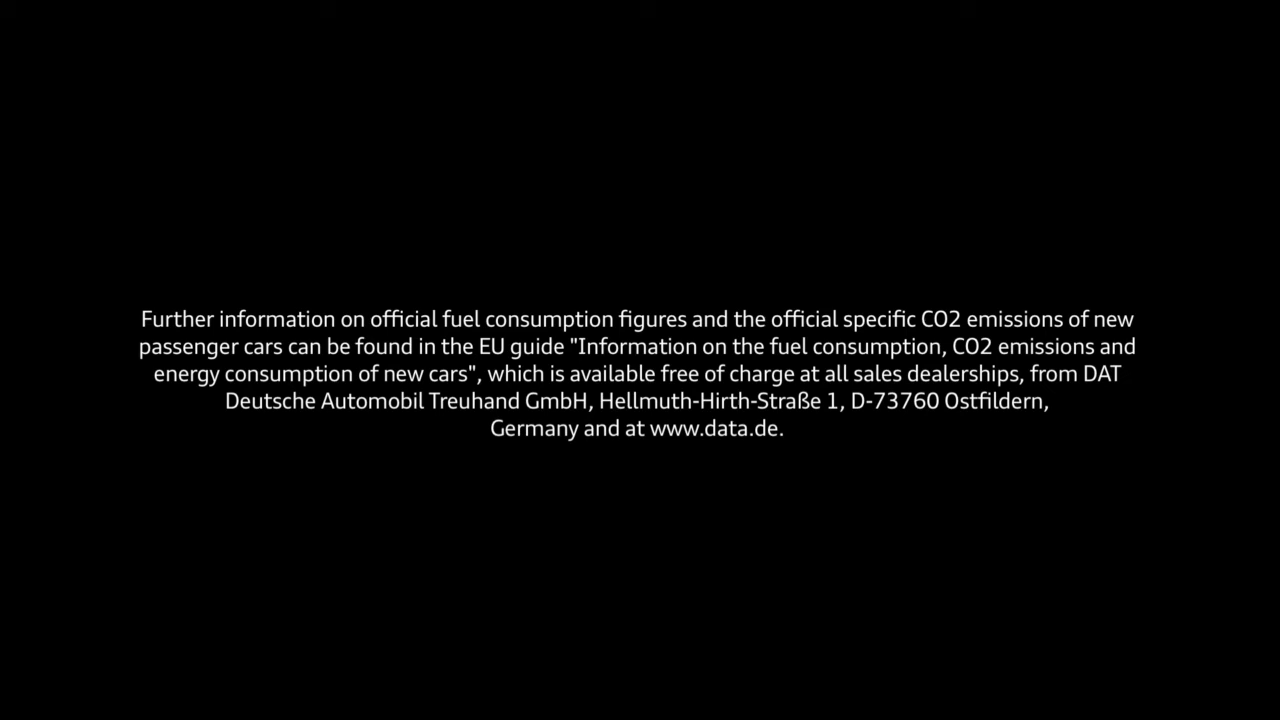 Further information on official fuel consumption figures and the official specific CO2 emissions of new
passenger cars can be found in the EU guide "Information on the fuel consumption, CO2 emissions and
energy consumption of new cars", which is available free of charge at all sales dealerships, from DAT
Deutsche Automobil Treuhand GmbH, Hellmuth-Hirth-Straße 1, D-73760 Ostfildern,
Germany and at www.data.de.